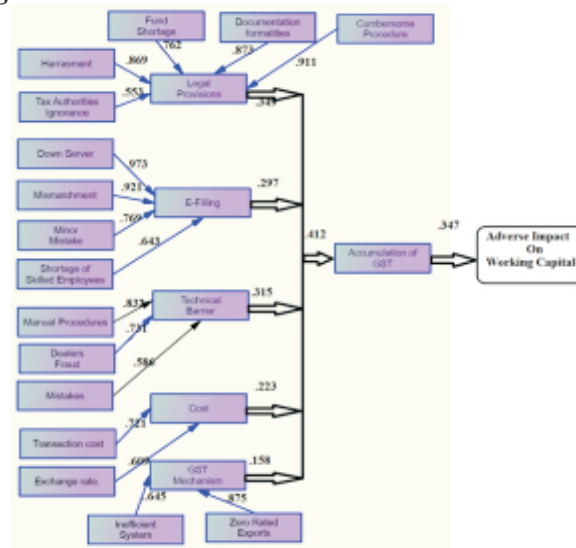 Fund
Shortage
Documentation
formalities
Cumbersome
Procedure
.762
.873
.911
Harrasment
.869
Legal
Provisions
Tax Authorities
Ignorance
.553
.349
Down Server
.973
Mismatchment
.921
E-Filling
.297
Minor
Mistake
.769
.643
Shortage of
Skilled Employees
.412
Accumulation of
GST
.347
Adverse Impact
On
Working Capital
Manual Procedures
.832
Technical
Barrier
.315
Dealers
Fraud
.731
Mistakes
.586
.223
Cost
Transaction cost
.721
Exchange rate.
.609
.158
GST
Mechanism
.645
.875
Inefficient
System
Zero Rated
Exports